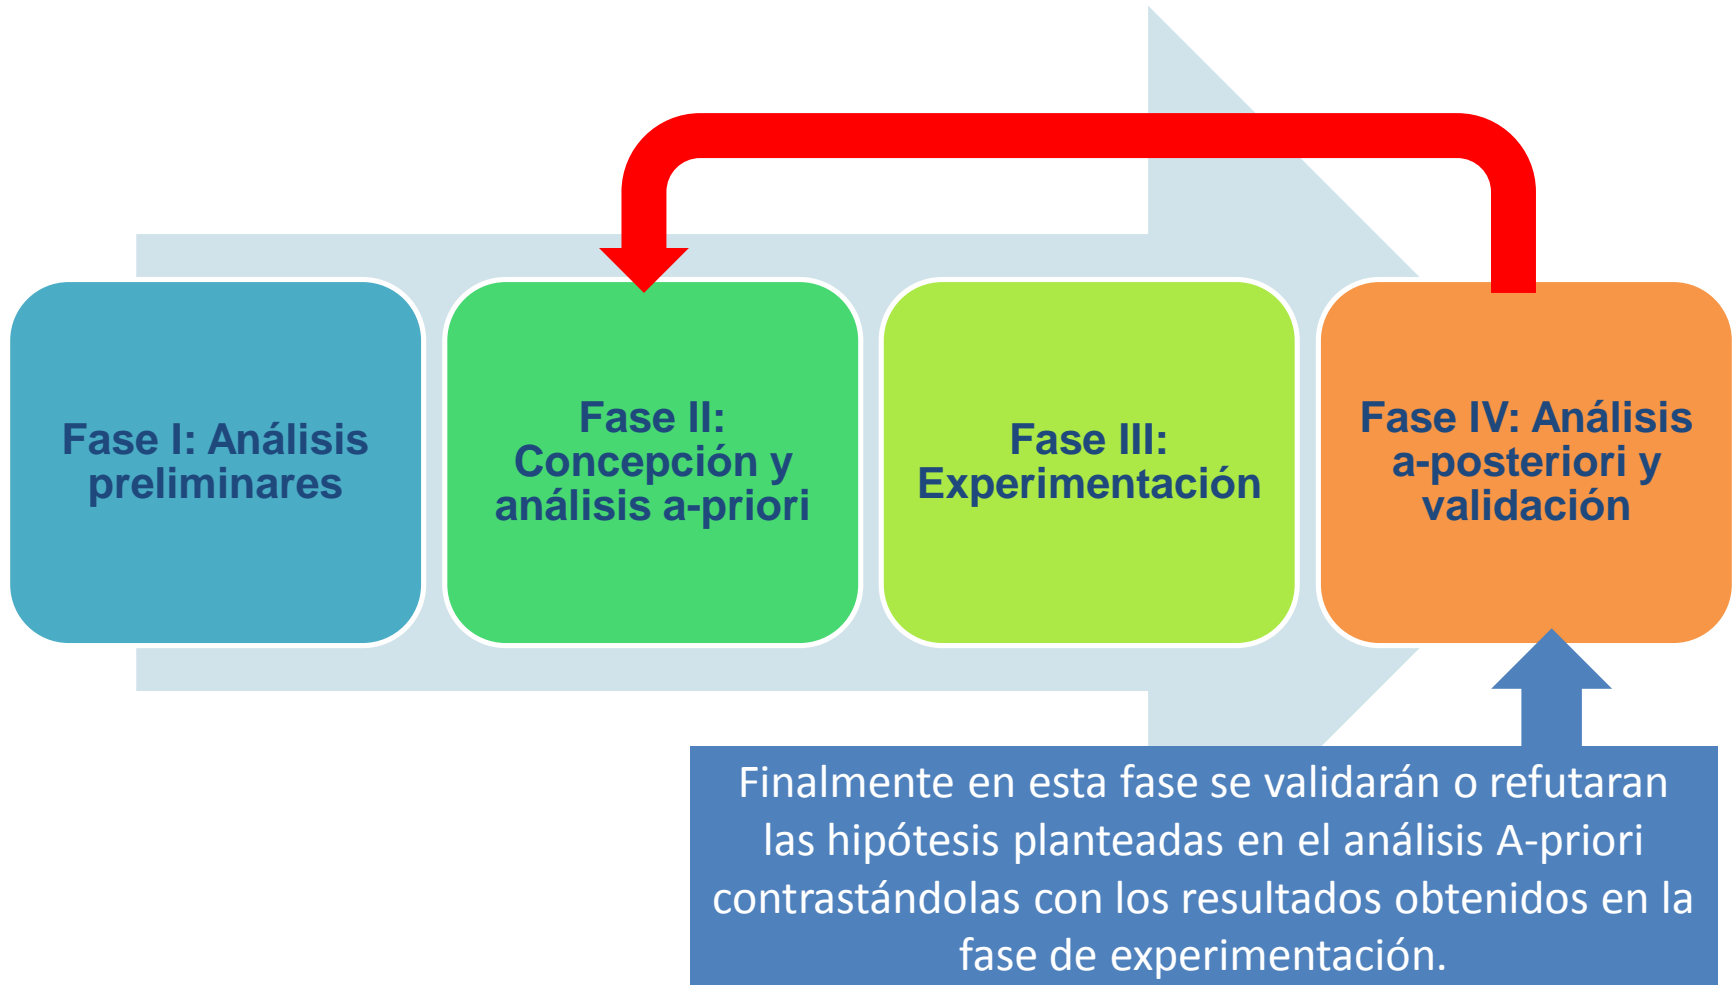 Fase I: Análisis
preliminares
Fase II:
Concepción y
análisis a-priori
Fase III:
Experimentación
Fase IV: Análisis
a-posteriori y
validación
Finalmente en esta fase se validarán o refutaran
las hipótesis planteadas en el análisis A-priori
contrastándolas con los resultados obtenidos en la
fase de experimentación.